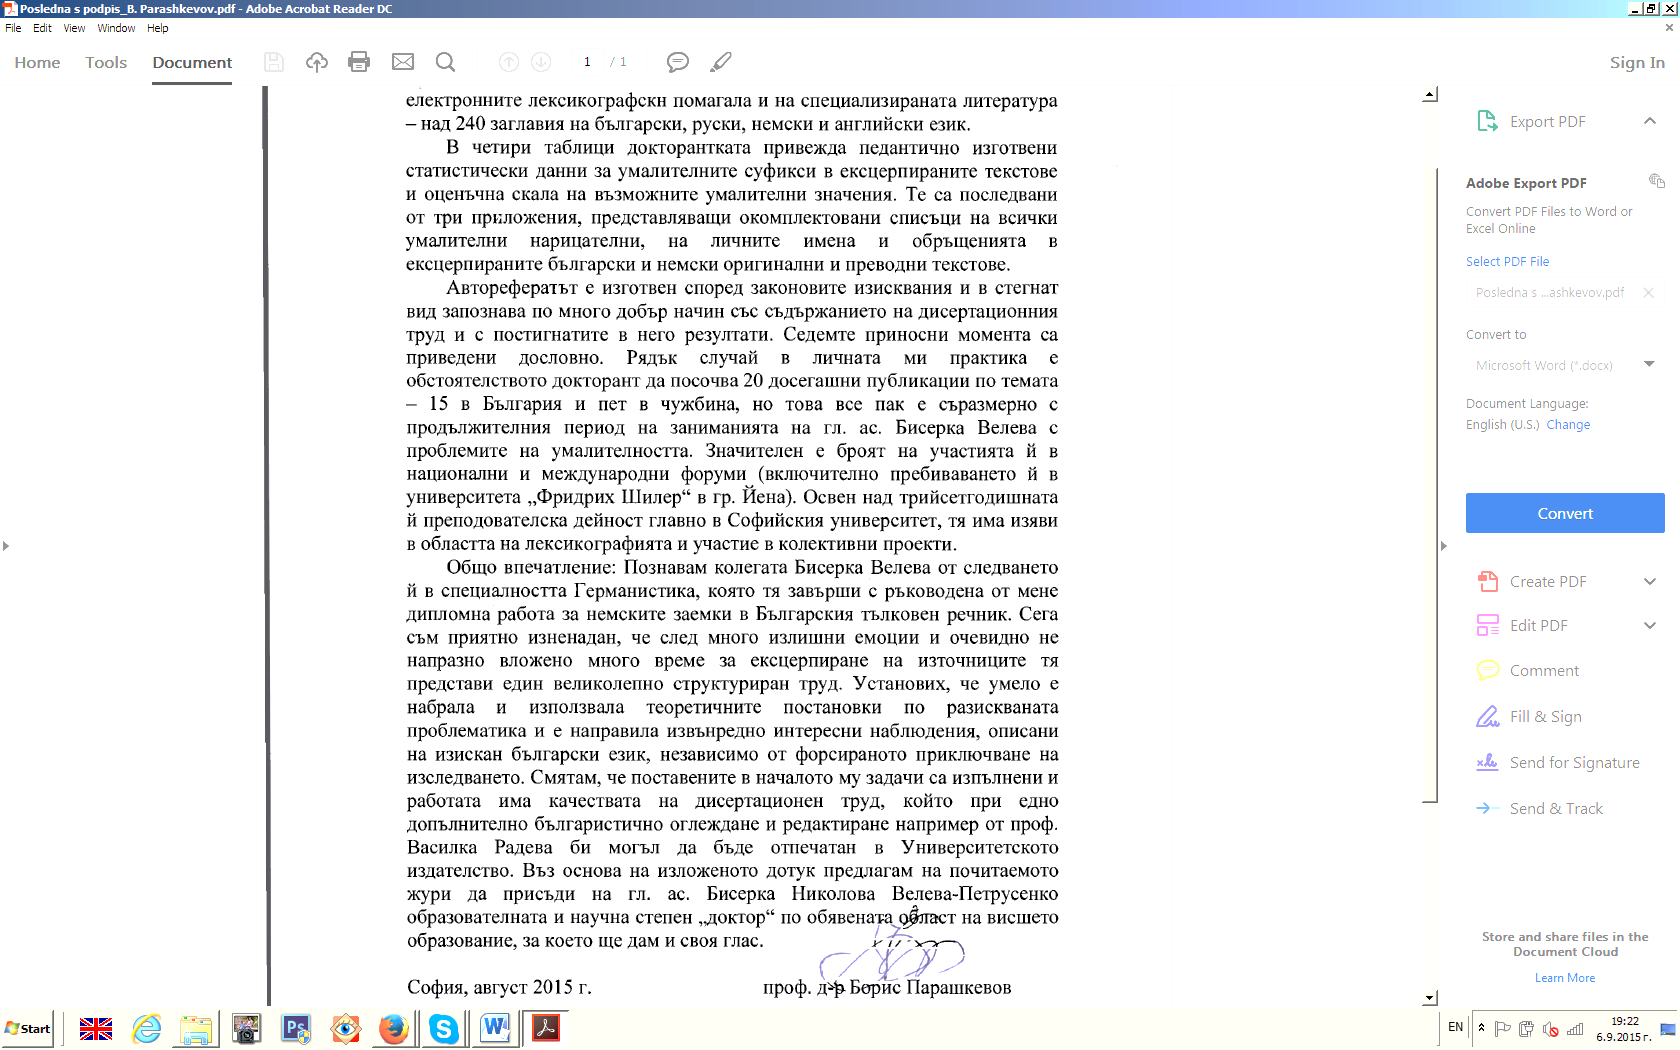 Posledna s podpis_B. Parashkevov.pdf - Adobe Acrobat Reader DC
File Edit View Window Help
Home Tools Document 1 / 1 Sign In
електронните лексикографски помагала и на специализираната литература
– над 240 заглавия на български, руски, немски и английски език.
В четири таблици докторантката привежда педантично изготвени
статистически данни за умалителните суфикси в ексцерпираните текстове
и оценъчна скала на възможните умалителни значения. Те са последвани
от три приложения, представляващи окомплектовани списъци на всички
умалителни нарицателни, на личните имена и обръщенията в
ексцерпираните български и немски оригинални и преводни текстове.
Авторефератът е изготвен според законовите изисквания и в стегнат
вид запознава по много добър начин със съдържанието на дисертационния
труд и с постигнатите в него резултати. Седемте приносни момента са
приведени дословно. Рядък случай в личната ми практика е
обстоятелството докторант да посочва 20 досегашни публикации по темата
– 15 в България и пет в чужбина, но това все пак е съразмерно с
продължителния период на заниманията на гл. ас. Бисерка Велева с
проблемите на умалителността. Значителен е броят на участията й в
национални и международни форуми (включително пребиваването й в
университета „Фридрих Шилер“ в гр. Йена). Освен над трийсетгодишната
й преподователска дейност главно в Софийския университет, тя има изяви
в областта на лексикографията и участие в колективни проекти.
Общо впечатление: Познавам колегата Бисерка Велева от следването
й в специалността Германистика, която тя завърши с ръководена от мене
дипломна работа за немските заемки в Българския тълковен речник. Сега
съм приятно изненадан, че след много излишни емоции и очевидно не
напразно вложено много време за ексцерпиране на източниците тя
представи един великолепно структуриран труд. Установих, че умело е
набрала и използвала теоретичните постановки по разискваната
проблематика и е направила извънредно интересни наблюдения, описани
на изискан български език, независимо от форсираното приключване на
изследването. Смятам, че поставените в началото му задачи са изпълнени и
работата има качествата на дисертационен труд, който при едно
допълнително българистично оглеждане и редактиране например от проф.
Василка Радева би могъл да бъде отпечатан в Университетското
издателство. Въз основа на изложеното дотук предлагам на почитаемото
жури да присъди на гл. ас. Бисерка Николова Велева-Петрусенко
образователната и научна степен „доктор“ по обявената област на висшето
образование, за което ще дам и своя глас.
София, август 2015 г. проф. д-р Борис Парашкевов
Export PDF
Adobe Export PDF
Convert PDF Files to Word or
Excel Online
Select PDF File
Posledna s ...ashkevov.pdf
Convert to
Microsoft Word (*.docx)
Document Language:
English (U.S.) Change
Convert
Create PDF
Edit PDF
Comment
Fill & Sign
Send for Signature
Send & Track
Store and share files in the
Document Cloud
Learn More
Start EN 19:22
6.9.2015 г.